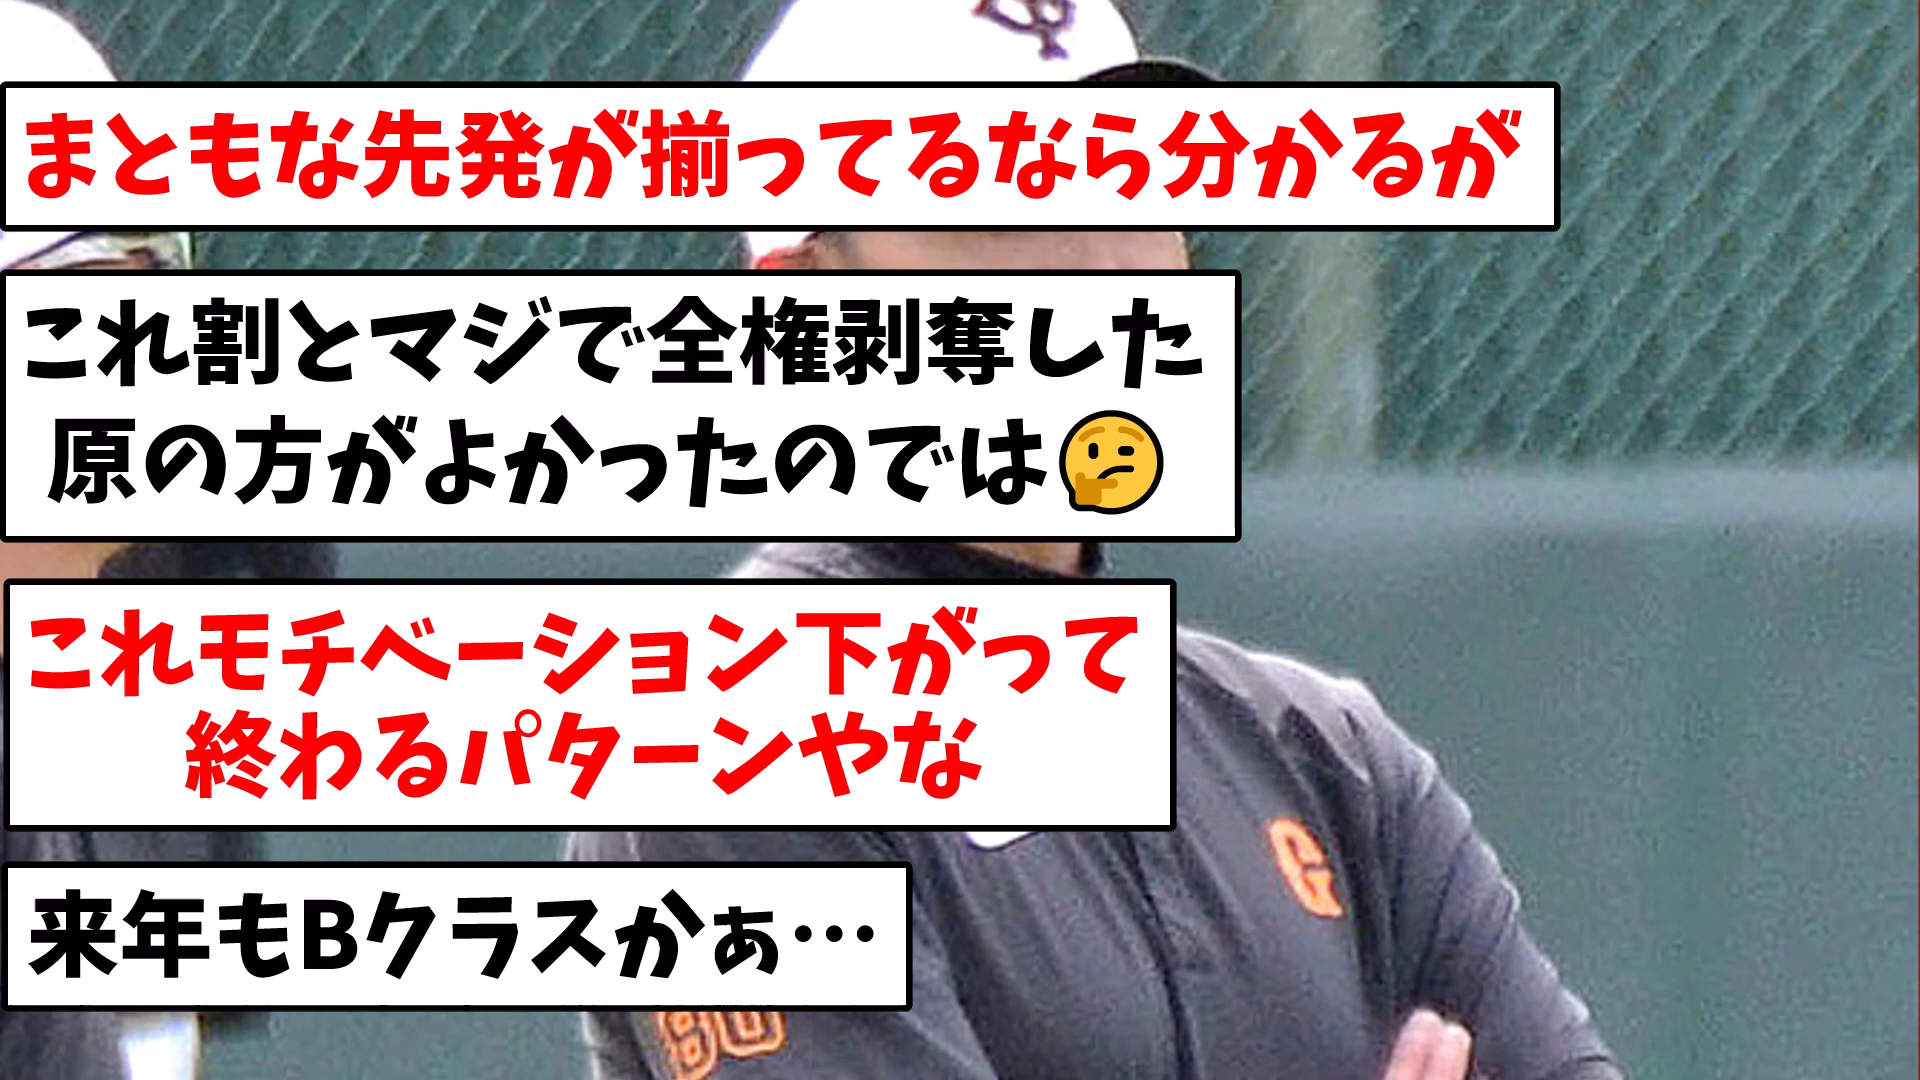 まともな先発が揃ってるなら分かるが
これ割とマジで全権剥奪した
原の方がよかったのでは🤔
これモチベーション下がって
終わるパターンやな
来年もBクラスかぁ…
G
80